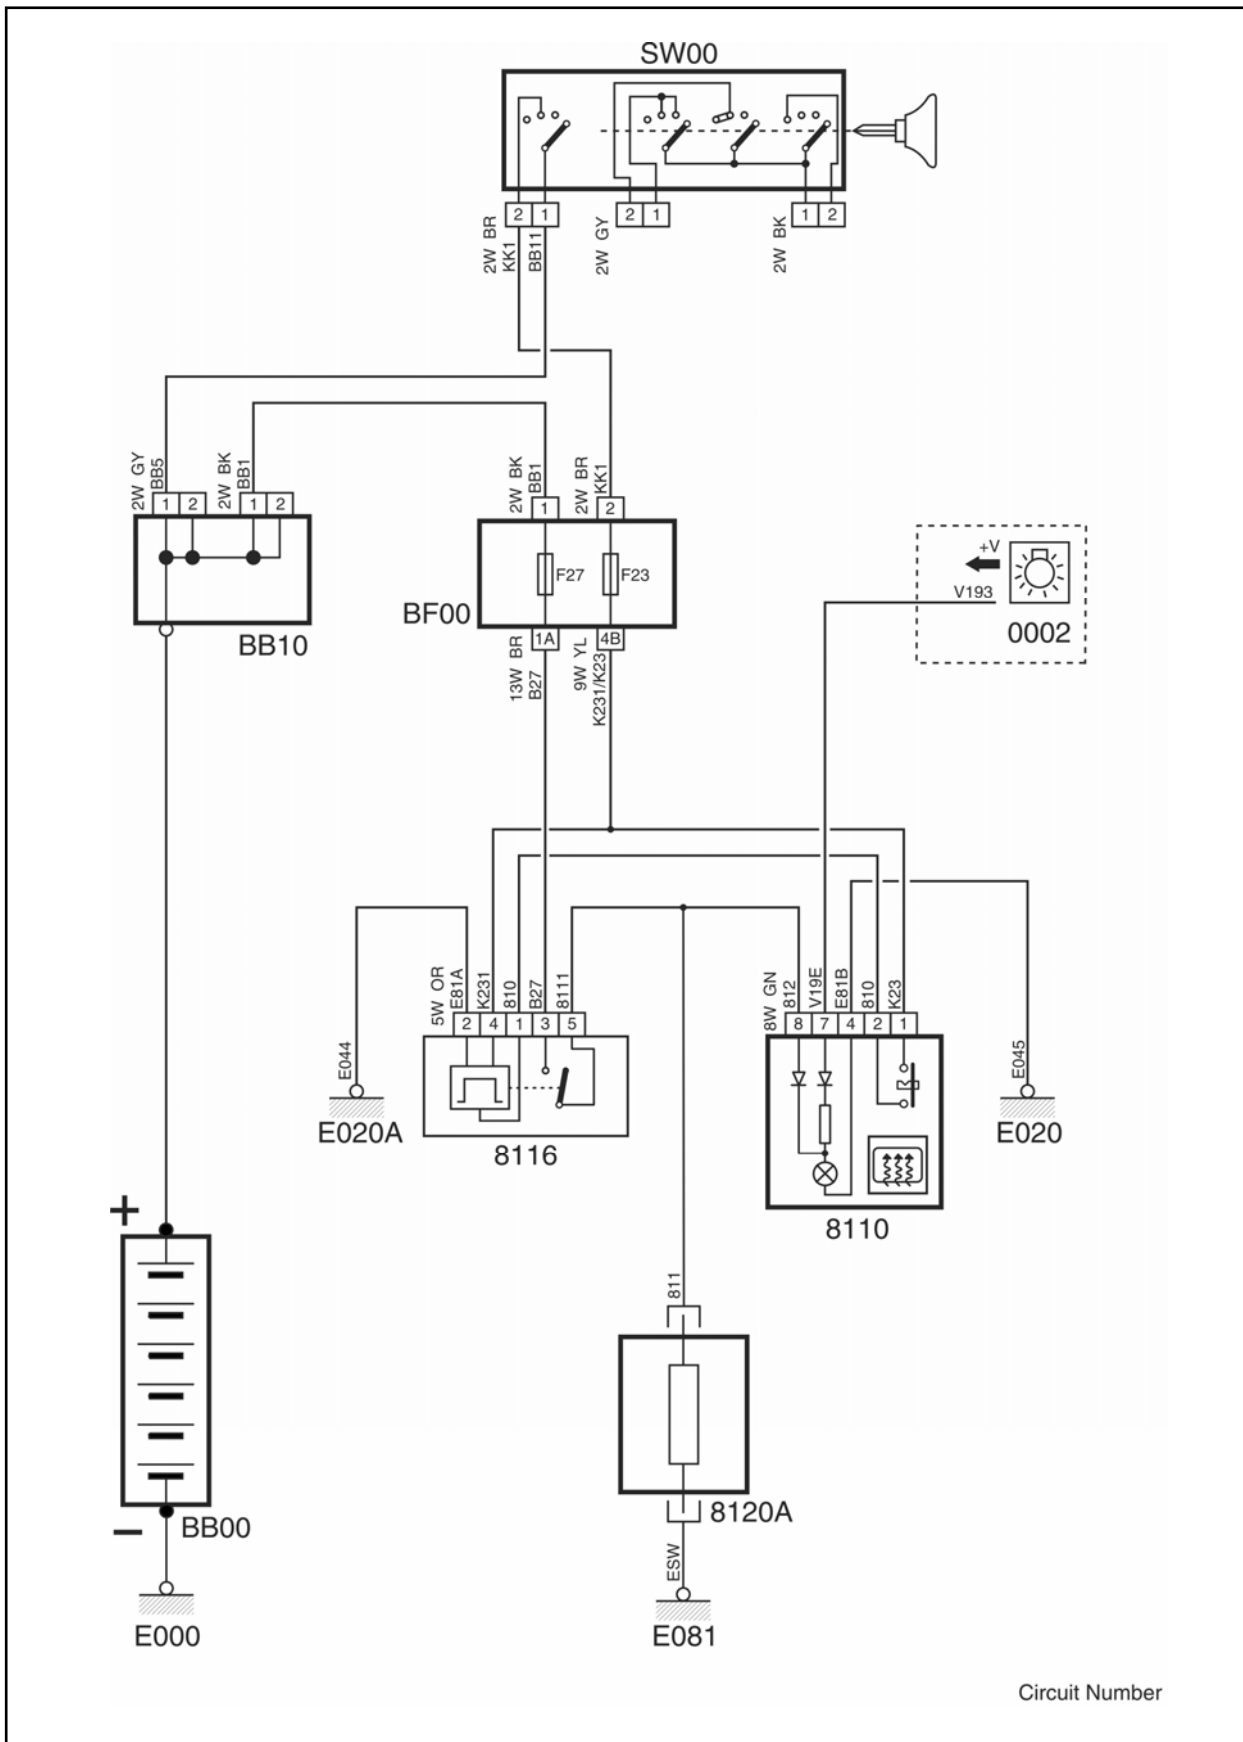 SW00
2 1 2 1 1 2
2W BR
KK1
BB11
2W GY
2W BK
2W GY
BB5
2W BK
BB1
2W BK
BB1
2W BR
KK1
1 2 1 2 1 2
F27 F23
BF00
BB10
+V
V193
0002
1A 4B
13W BR
B27
9W YL
K231/K23
5W OR
E81A
K231
810
B27
8111
8W GN
812
V19E
E81B
810
K23
2 4 1 3 5 8 7 4 2 1
E044
E045
E020A
8116
E020
8110
+
811
8120A
−
BB00
ESW
E000
E081
Circuit Number